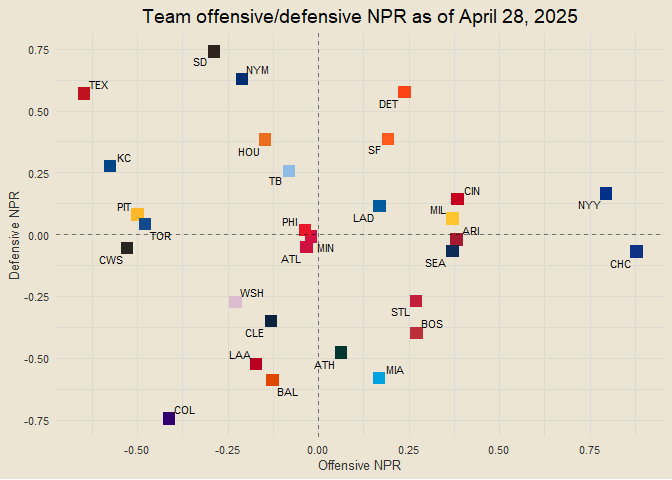 Team offensive/defensive NPR as of April 28, 2025
0.75
SD
NYM
TEX
DET
0.50
HOU
SF
KC
0.25
TB
CIN
NYY
PIT
LAD
MIL
TOR
PHI
ARI
0.00
CWS
ATL
MIN
SEA
CHC
WSH
-0.25
CLE
STL
BOS
LAA
ATH
MIA
-0.50
BAL
COL
-0.75
-0.50
-0.25
0.00
0.25
0.50
0.75
Offensive NPR
Defensive NPR